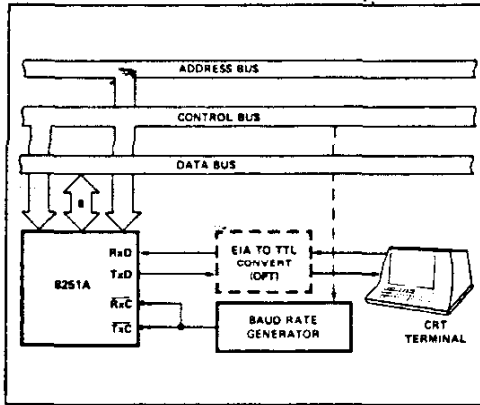 ADDRESS BUS
CONTROL BUS
DATA BUS
8
RxD
TxD
8251A
RxC
TxC
EIA TO TTL
CONVERT
(OPT)
BAUD RATE
GENERATOR
CRT
TERMINAL